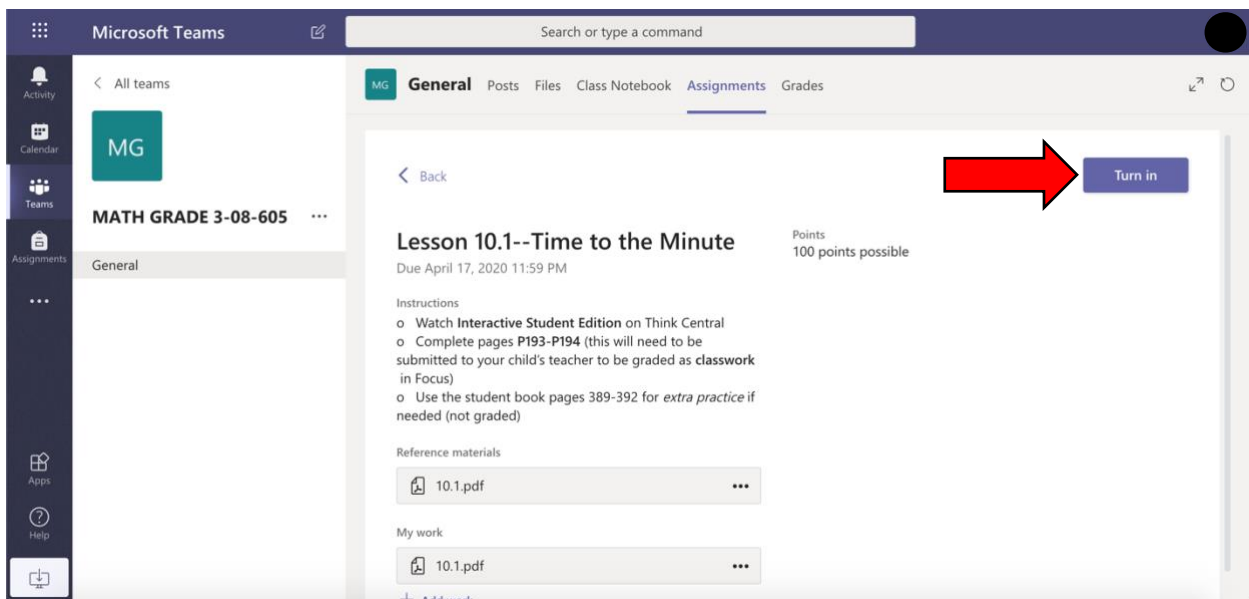 Microsoft Teams
Search or type a command
Activity
Calendar
Teams
Assignments
Apps
Help
All teams
MG
MATH GRADE 3-08-605
General
MG General Posts Files Class Notebook Assignments Grades
Back
Turn in
Lesson 10.1--Time to the Minute
Due April 17, 2020 11:59 PM
Points
100 points possible
Instructions
o Watch Interactive Student Edition on Think Central
o Complete pages P193-P194 (this will need to be
submitted to your child's teacher to be graded as classwork
in Focus)
o Use the student book pages 389-392 for extra practice if
needed (not graded)
Reference materials
10.1.pdf
My work
10.1.pdf